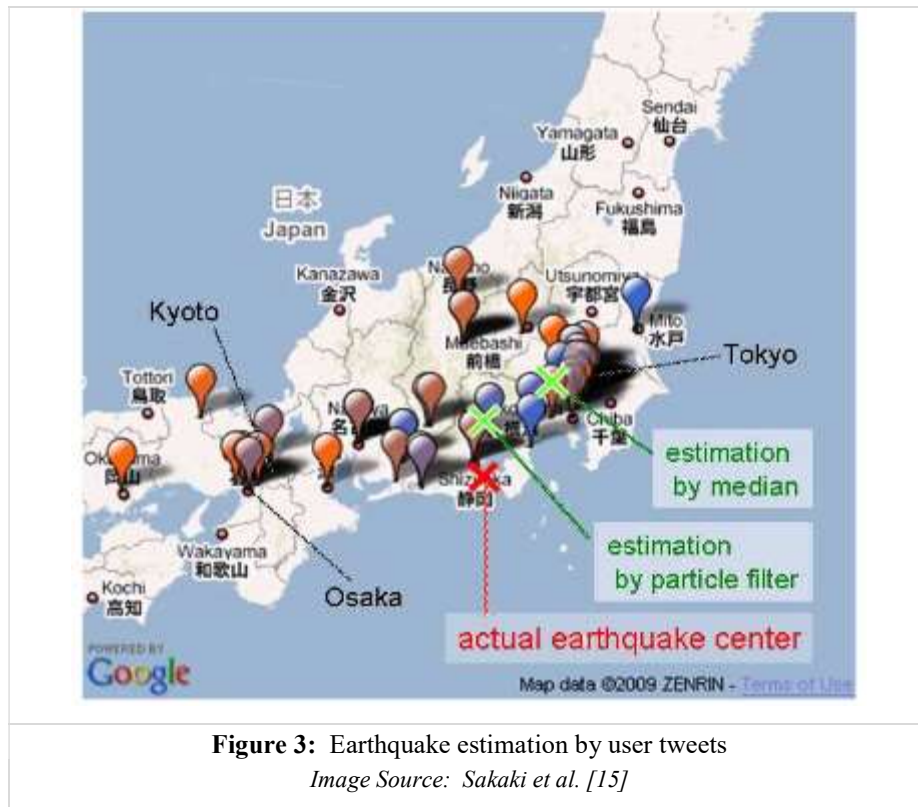 Sendai
仙台
Yamagata
山形
Niigata
新潟
Fukushima
福島
日本
Japan
Kanazawa
金沢
Utsunomiya
宇都宮
Kyoto
Mito
水戸
Maebashi
前橋
Tokyo
Tottori
鳥取
Chiba
千葉
estimation
by median
静岡
Wakayama
和歌山
estimation
by particle filter
Osaka
Kochi
高知
actual earthquake center
POWERED BY
Google
Map data ©2009 ZENRIN - Terms of Use
Figure 3: Earthquake estimation by user tweets
Image Source: Sakaki et al. [15]